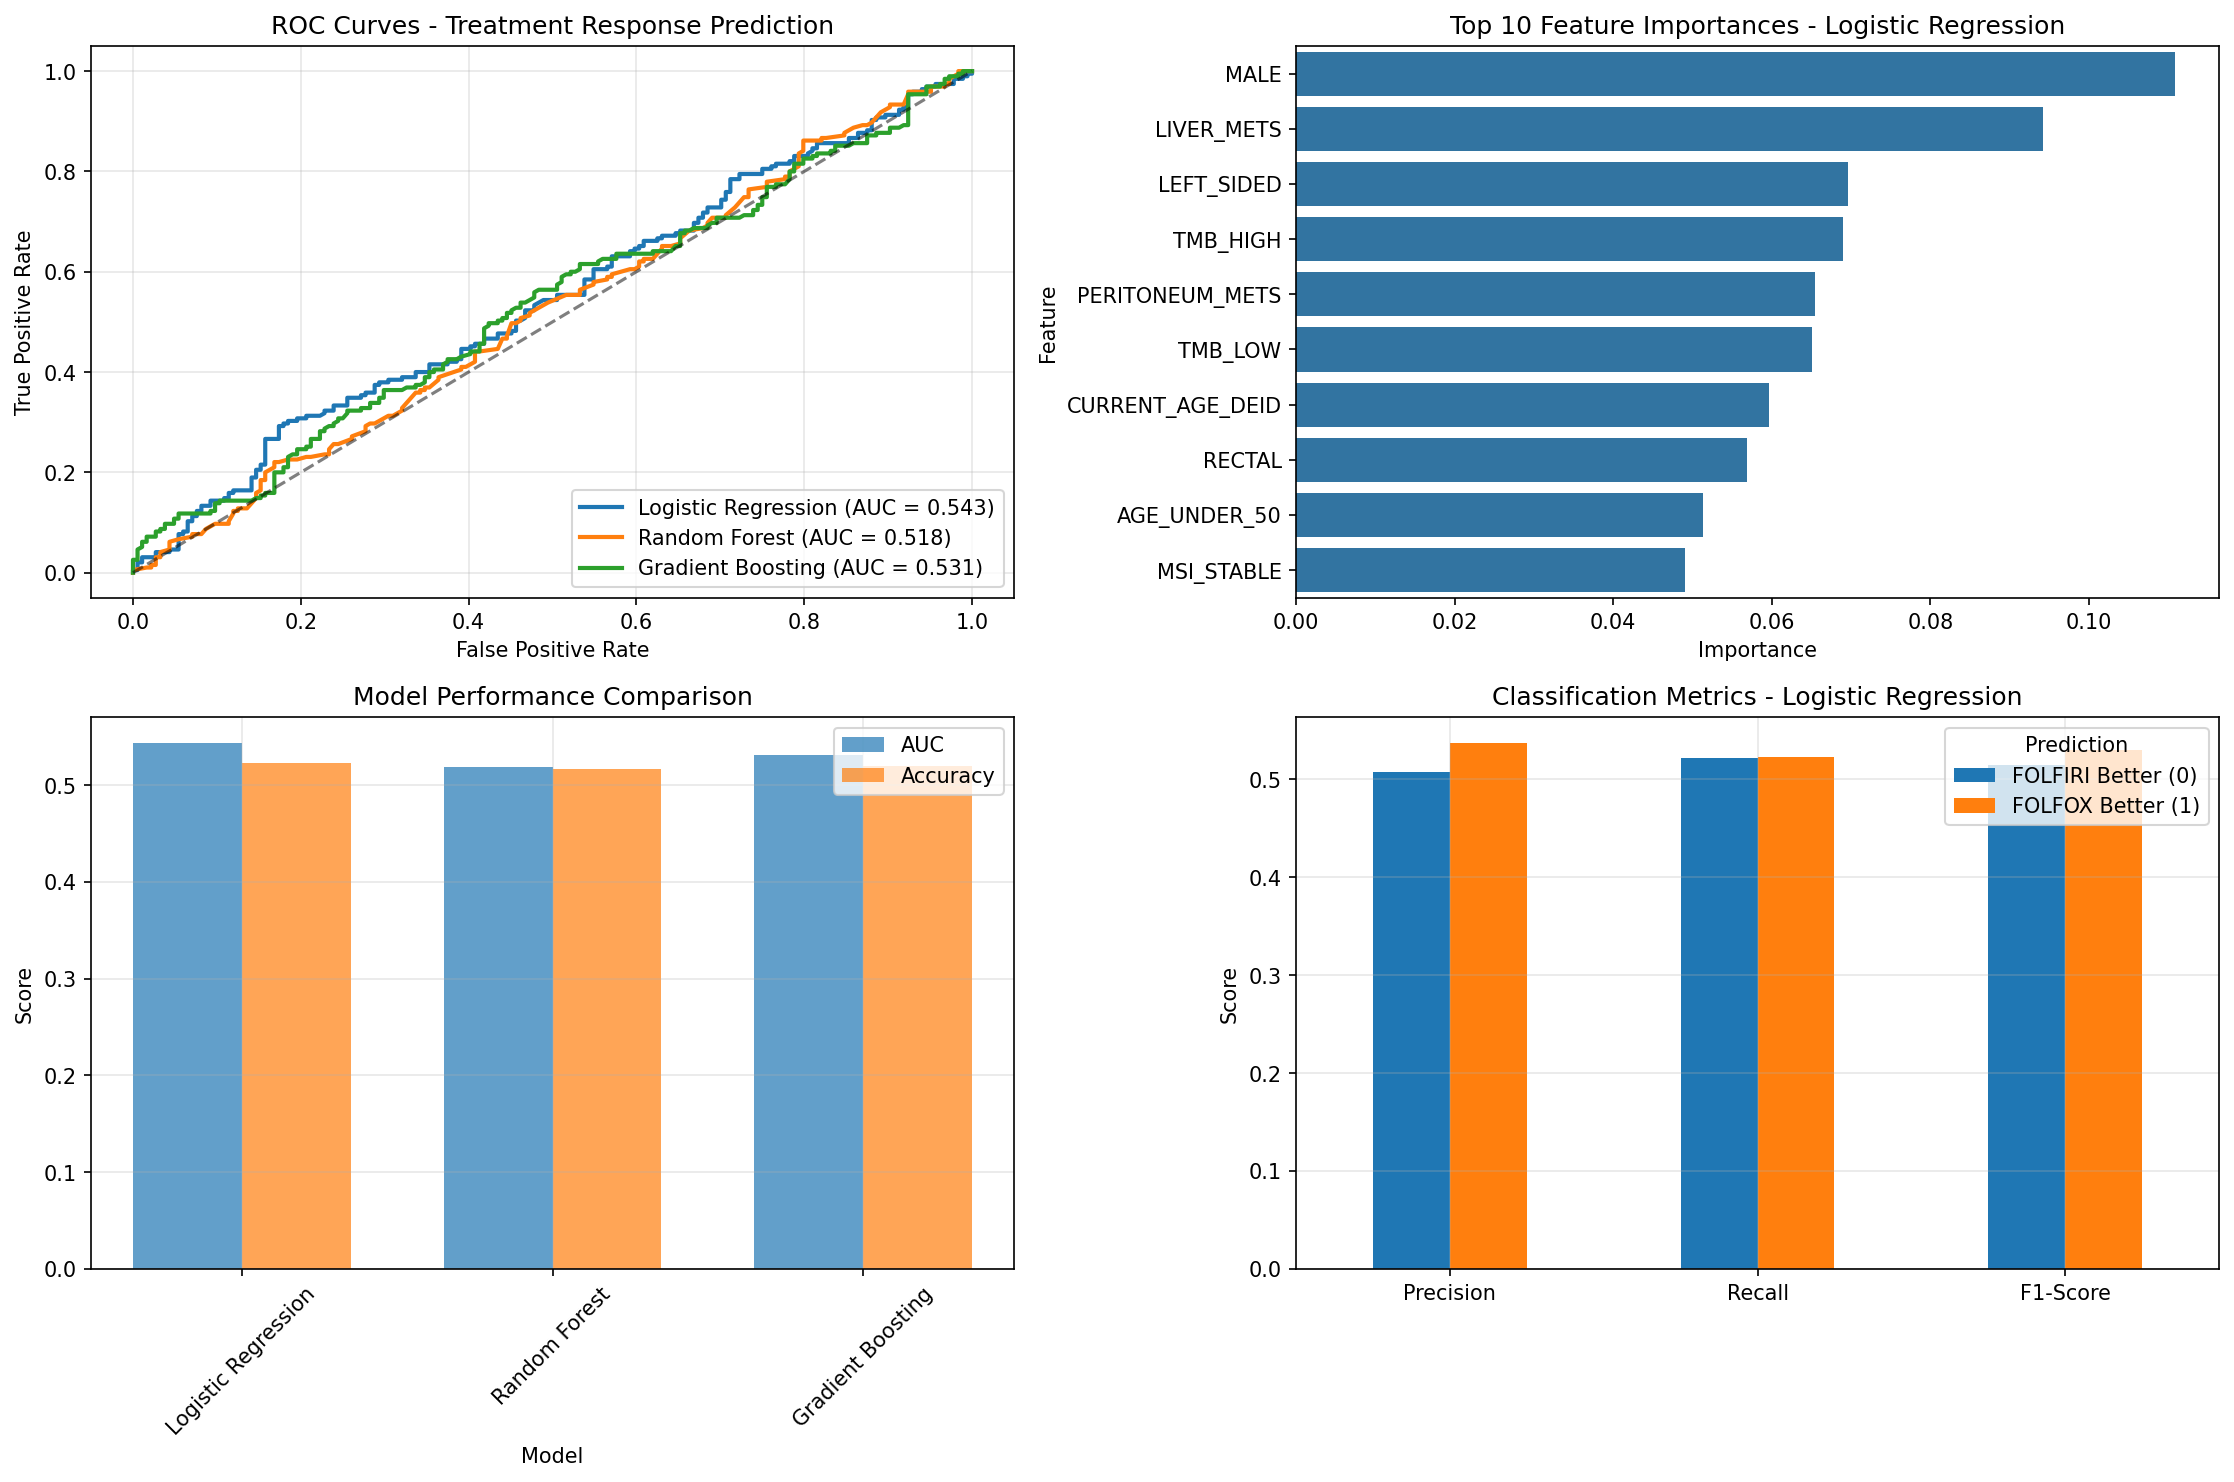 ROC Curves - Treatment Response Prediction
True Positive Rate
1.0
0.8
0.6
0.4
0.2
0.0
Logistic Regression (AUC = 0.543)
Random Forest (AUC = 0.518)
Gradient Boosting (AUC = 0.531)
0.0 0.2 0.4 0.6 0.8 1.0
False Positive Rate
Top 10 Feature Importances - Logistic Regression
Feature
MALE
LIVER_METS
LEFT_SIDED
TMB_HIGH
PERITONEUM_METS
TMB_LOW
CURRENT_AGE_DEID
RECTAL
AGE_UNDER_50
MSI_STABLE
0.00 0.02 0.04 0.06 0.08 0.10
Importance
Model Performance Comparison
AUC
Accuracy
Score
0.5
0.4
0.3
0.2
0.1
0.0
Logistic Regression
Random Forest
Gradient Boosting
Model
Classification Metrics - Logistic Regression
Prediction
FOLFIRI Better (0)
FOLFOX Better (1)
Score
0.5
0.4
0.3
0.2
0.1
0.0
Precision Recall F1-Score